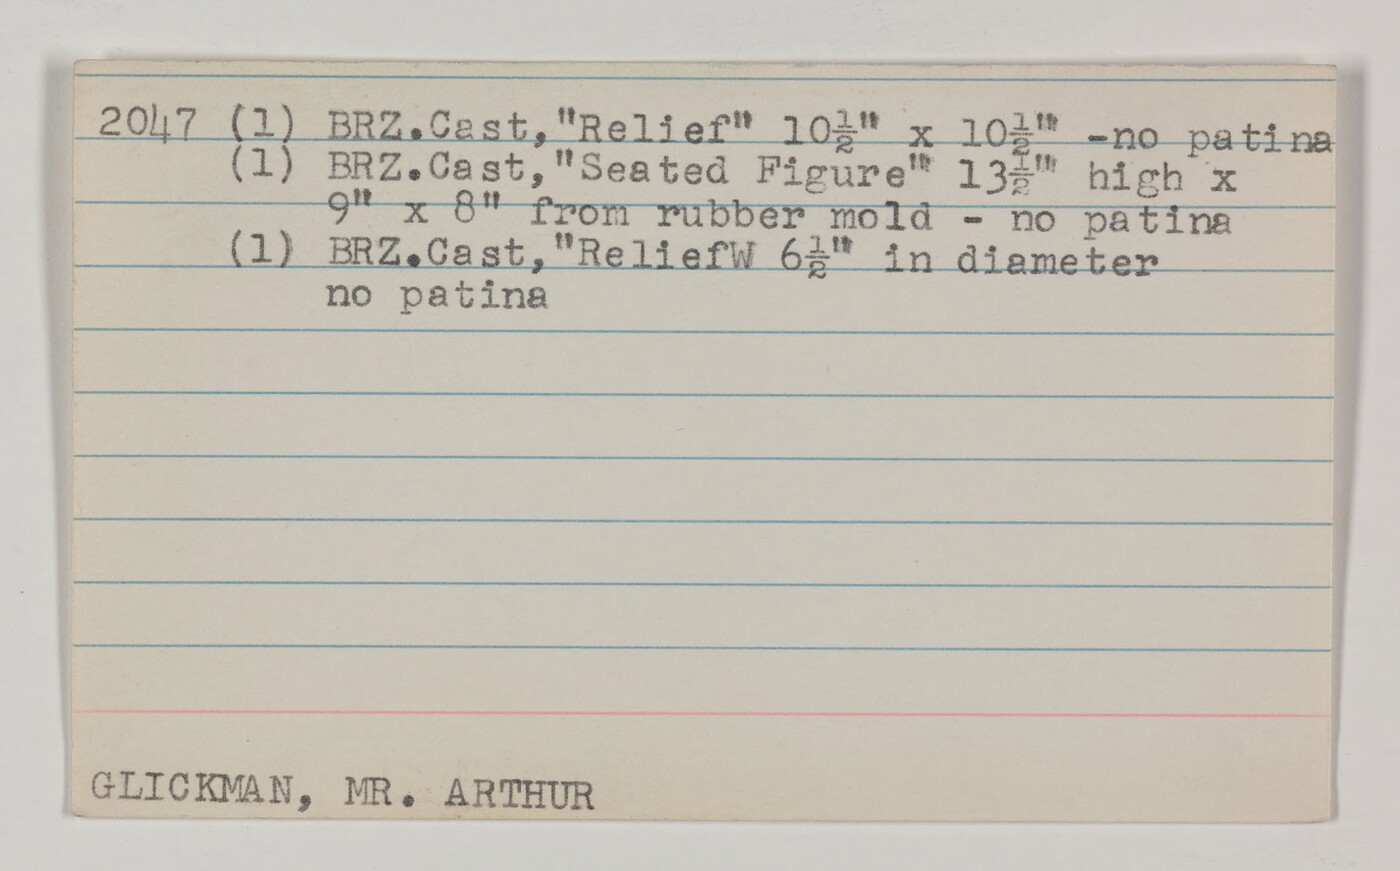 2047 (1) BRZ.Cast,"Relief" 10½" x 10½" -no patina
(1) BRZ.Cast,"Seated Figure" 13½" high x
9" x 8" from rubber mold - no patina
(1) BRZ.Cast,"ReliefW 6½" in diameter
no patina
GLICKMAN, MR. ARTHUR